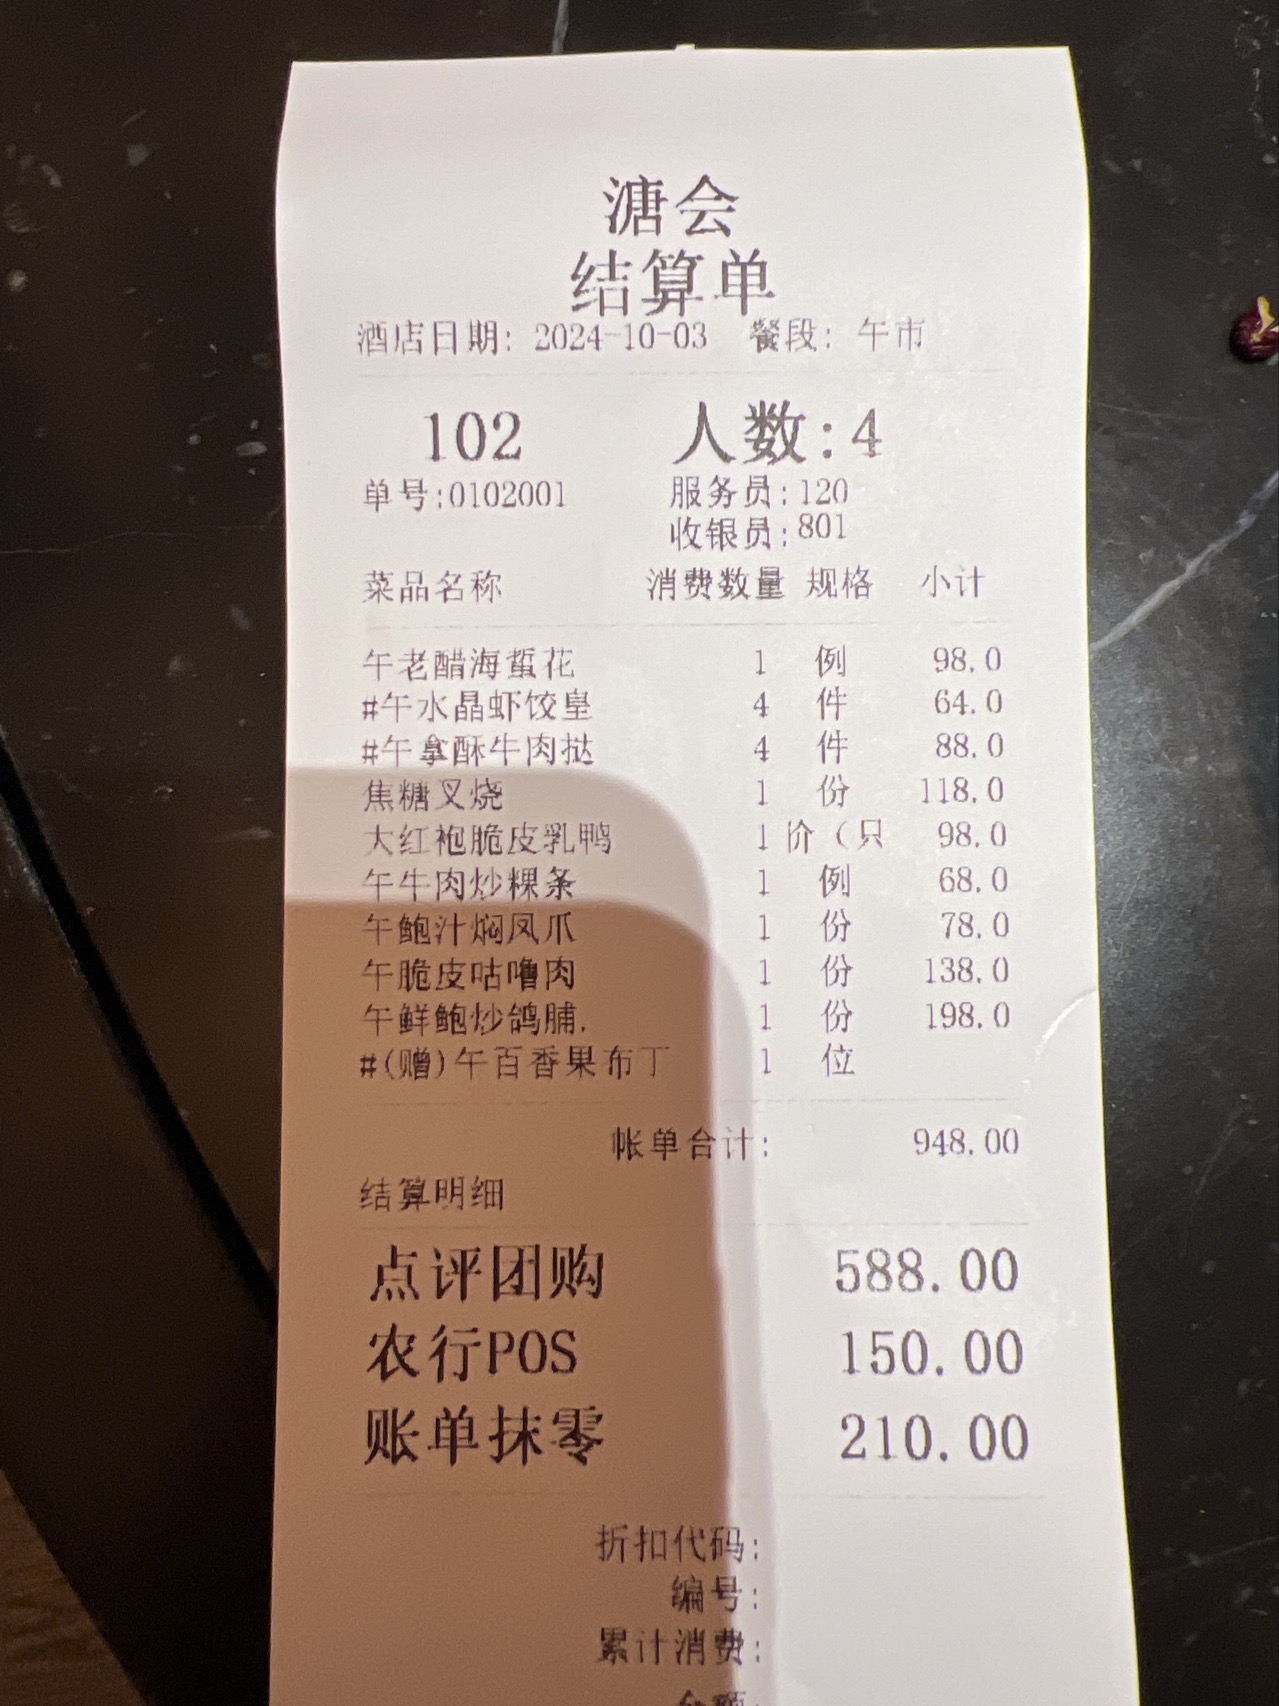 溏会
结算单
酒店日期: 2024-10-03 餐段: 午市
102 人数:4
单号:0102001 服务员:120
收银员:801
菜品名称 消费数量 规格 小计
午老醋海蜇花 1 例 98.0
#午水晶虾饺皇 4 件 64.0
#午拿酥牛肉挞 4 件 88.0
焦糖叉烧 1 份 118.0
大红袍脆皮乳鸭 1 价（只 98.0
午牛肉炒粿条 1 例 68.0
午鲍汁焖凤爪 1 份 78.0
午脆皮咕噜肉 1 份 138.0
午鲜鲍炒鸽脯. 1 份 198.0
#(赠)午百香果布丁 1 位
帐单合计: 948.00
结算明细
点评团购 588.00
农行POS 150.00
账单抹零 210.00
折扣代码:
编号:
累计消费: